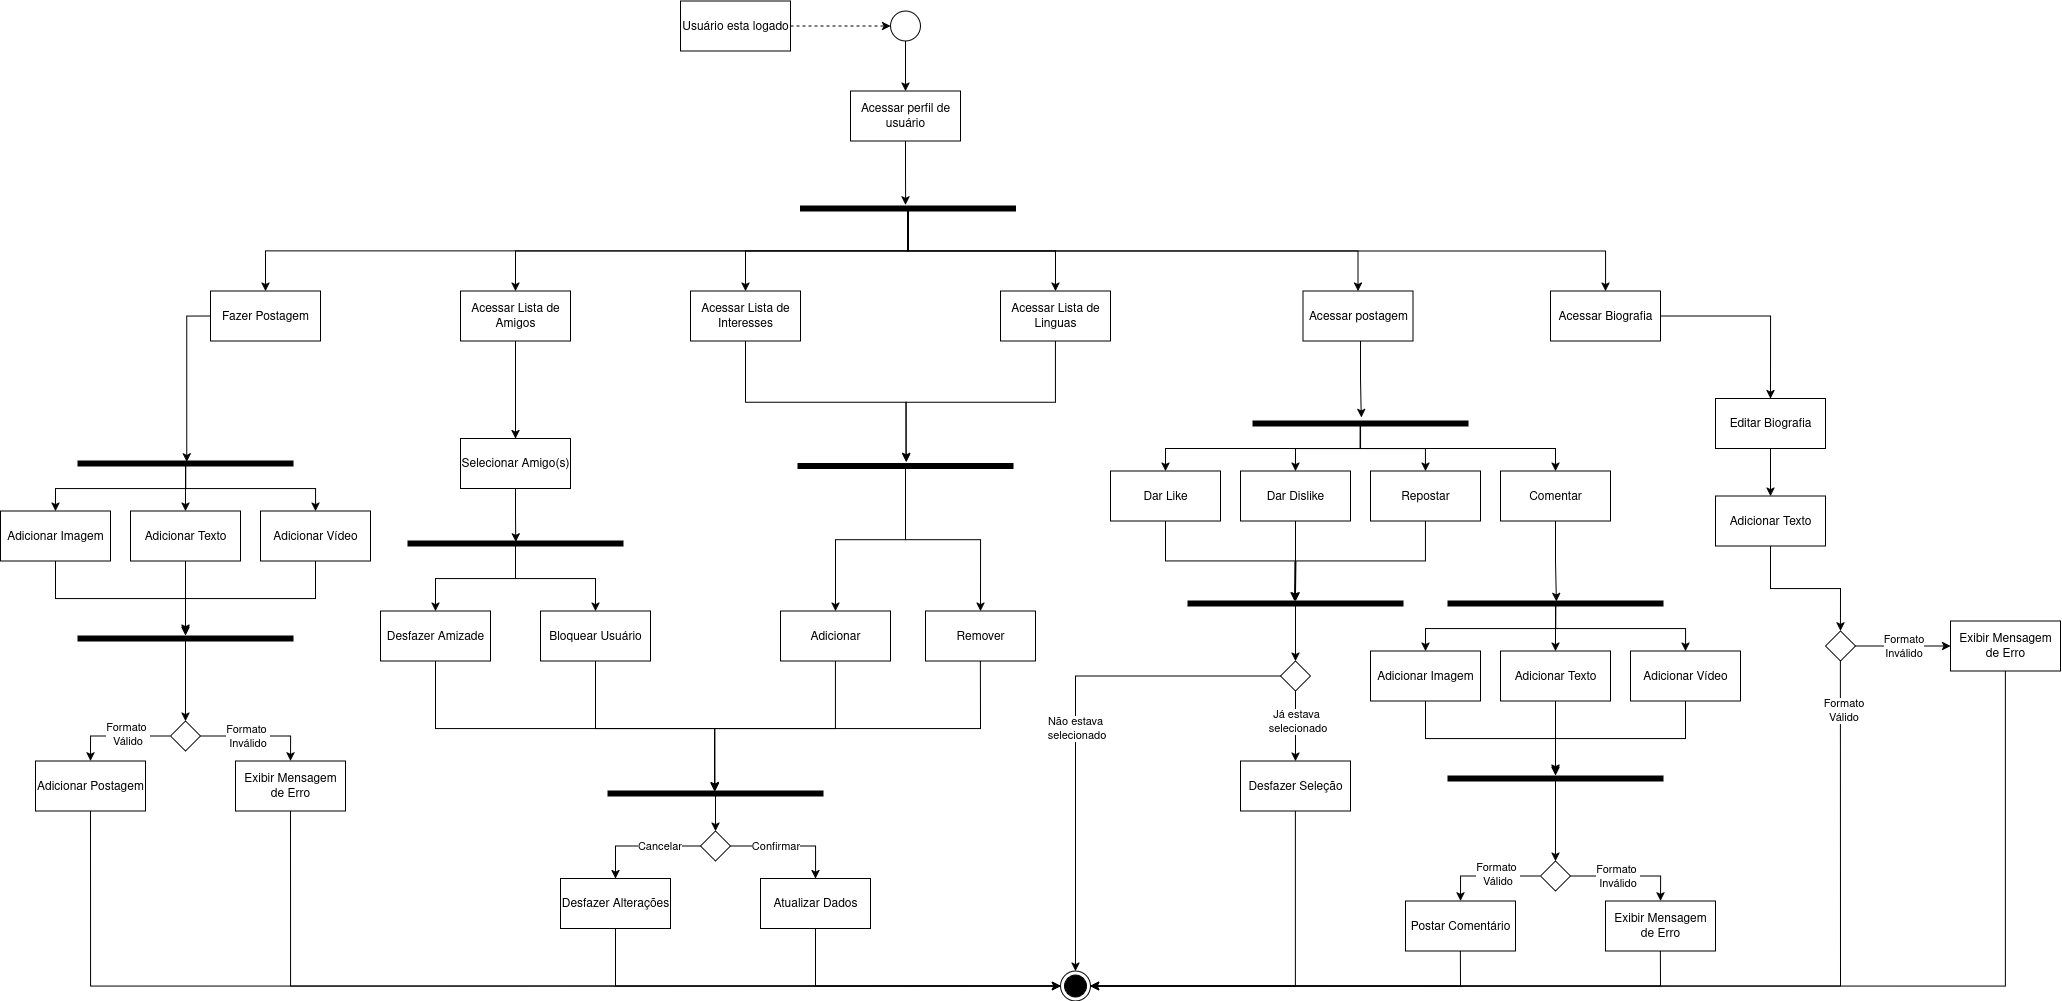 Usuário esta logado
Acessar perfil de
usuário
Fazer Postagem
Acessar Lista de
Amigos
Acessar Lista de
Interesses
Acessar Lista de
Linguas
Acessar postagem
Acessar Biografia
Editar Biografia
Selecionar Amigo(s)
Dar Like
Dar Dislike
Repostar
Comentar
Adicionar Texto
Adicionar Imagem
Adicionar Texto
Adicionar Vídeo
Desfazer Amizade
Bloquear Usuário
Adicionar
Remover
Formato
Inválido
Exibir Mensagem
de Erro
Adicionar Imagem
Adicionar Texto
Adicionar Vídeo
Formato
Válido
Não estava
selecionado
Já estava
selecionado
Formato
Válido
Formato
Inválido
Adicionar Postagem
Exibir Mensagem
de Erro
Desfazer Seleção
Cancelar
Confirmar
Formato
Válido
Formato
Inválido
Desfazer Alterações
Atualizar Dados
Postar Comentário
Exibir Mensagem
de Erro